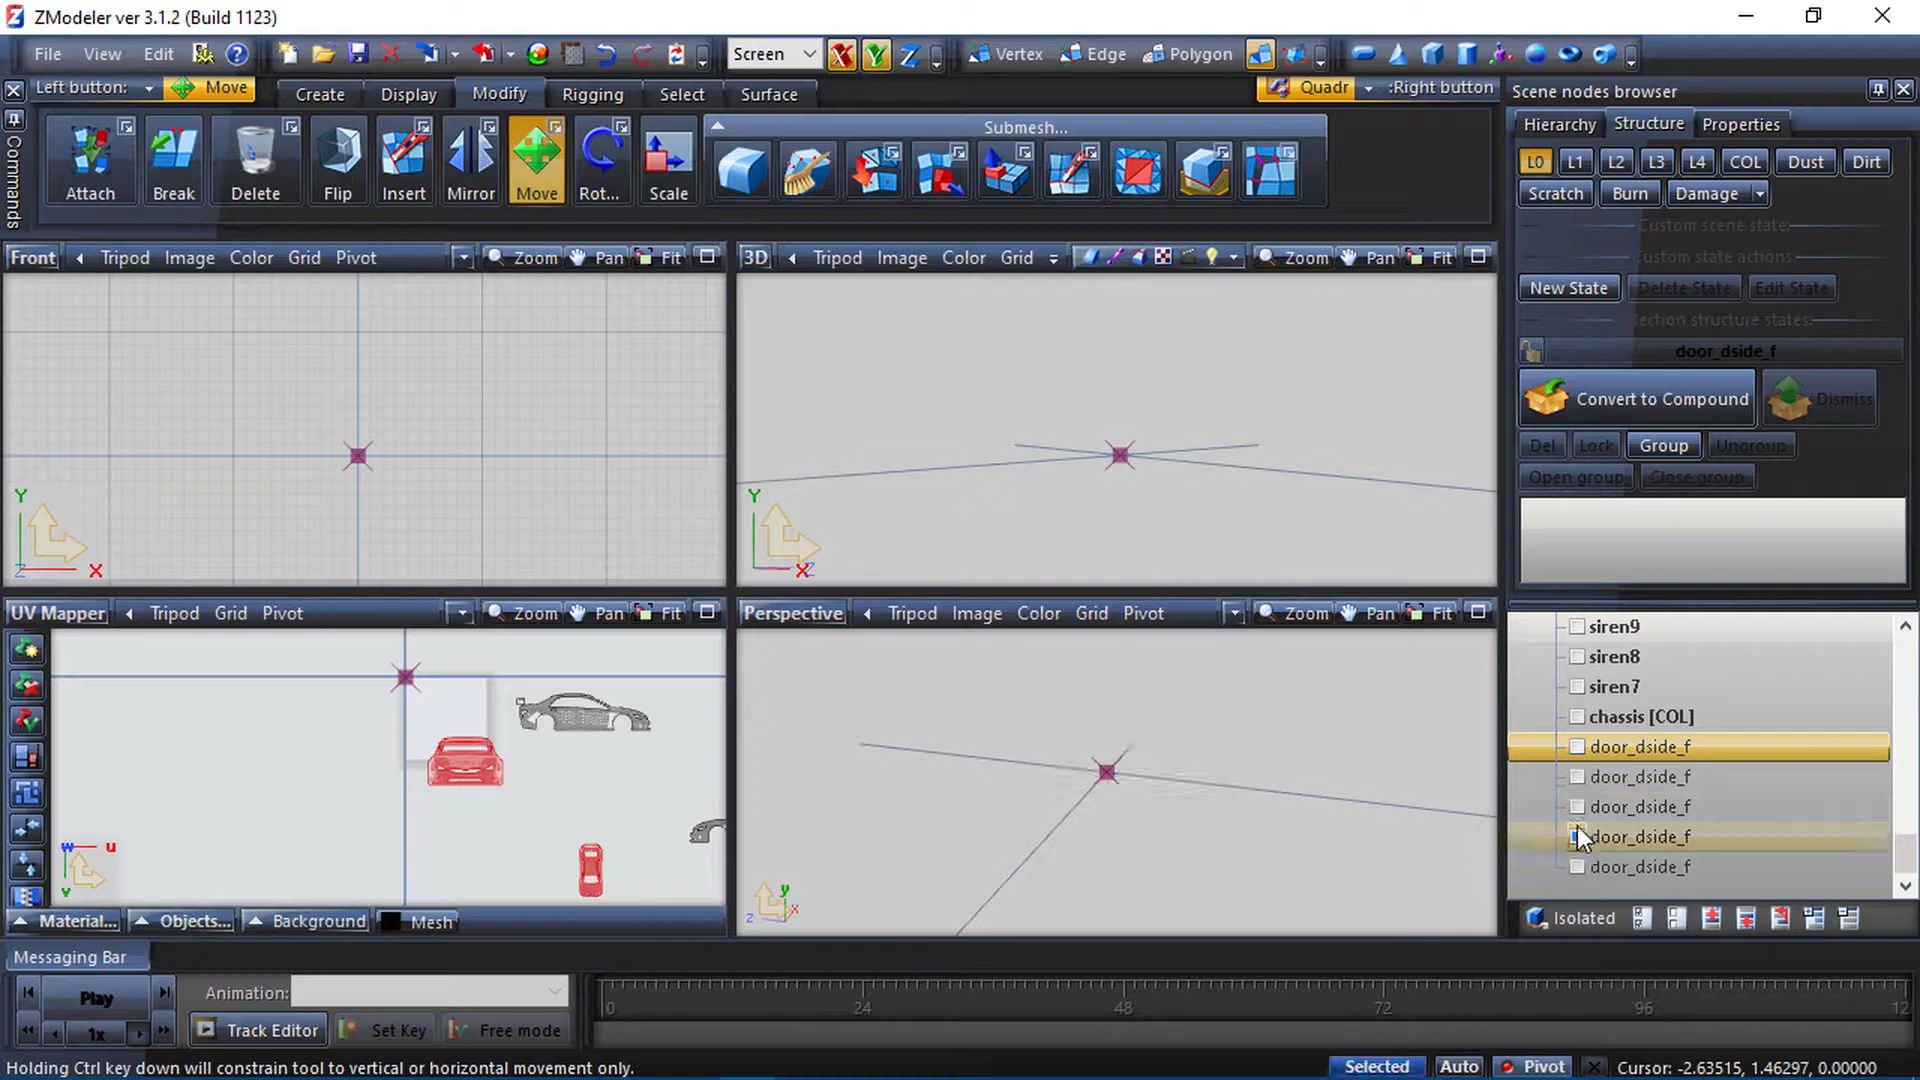 ZModeler ver 3.1.2 (Build 1123)
File View Edit Screen Vertex Edge Polygon
Left button: Move Create Display Modify Rigging Select Surface Quadr :Right button
Commands
Attach Break Delete Flip Insert Mirror Move Rot... Scale
Submesh...
Scene nodes browser
Hierarchy Structure Properties
L0 L1 L2 L3 L4 COL Dust Dirt
Scratch Burn Damage
Custom scene state:
Custom state actions:
New State Delete State Edit State
lection structure states:
door_dside_f
Convert to Compound Dismiss
Del Lock Group Ungroup
Open group Close group
Front Tripod Image Color Grid Pivot Zoom Pan Fit
Y
Z X
3D Tripod Image Color Grid Zoom Pan Fit
Y
X Z
UV Mapper Tripod Grid Pivot Zoom Pan Fit
w u
v
Material... Objects... Background Mesh
Perspective Tripod Image Color Grid Pivot Zoom Pan Fit
y
z x
siren9
siren8
siren7
chassis [COL]
door_dside_f
door_dside_f
door_dside_f
door_dside_f
door_dside_f
Isolated
Messaging Bar
Play Animation:
1x Track Editor Set Key Free mode
0 24 48 72 96 12
Holding Ctrl key down will constrain tool to vertical or horizontal movement only.
Selected Auto Pivot Cursor: -2.63515, 1.46297, 0.00000